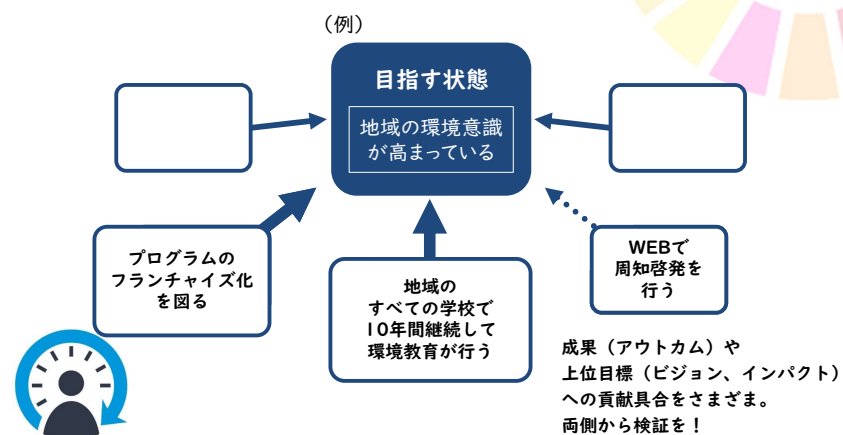 （例）
目指す状態
地域の環境意識
が高まっている
プログラムの
フランチャイズ化
を図る
地域の
すべての学校で
10年間継続して
環境教育が行う
WEBで
周知啓発を
行う
成果（アウトカム）や
上位目標（ビジョン、インパクト）
への貢献具合をさまざま。
両側から検証を！